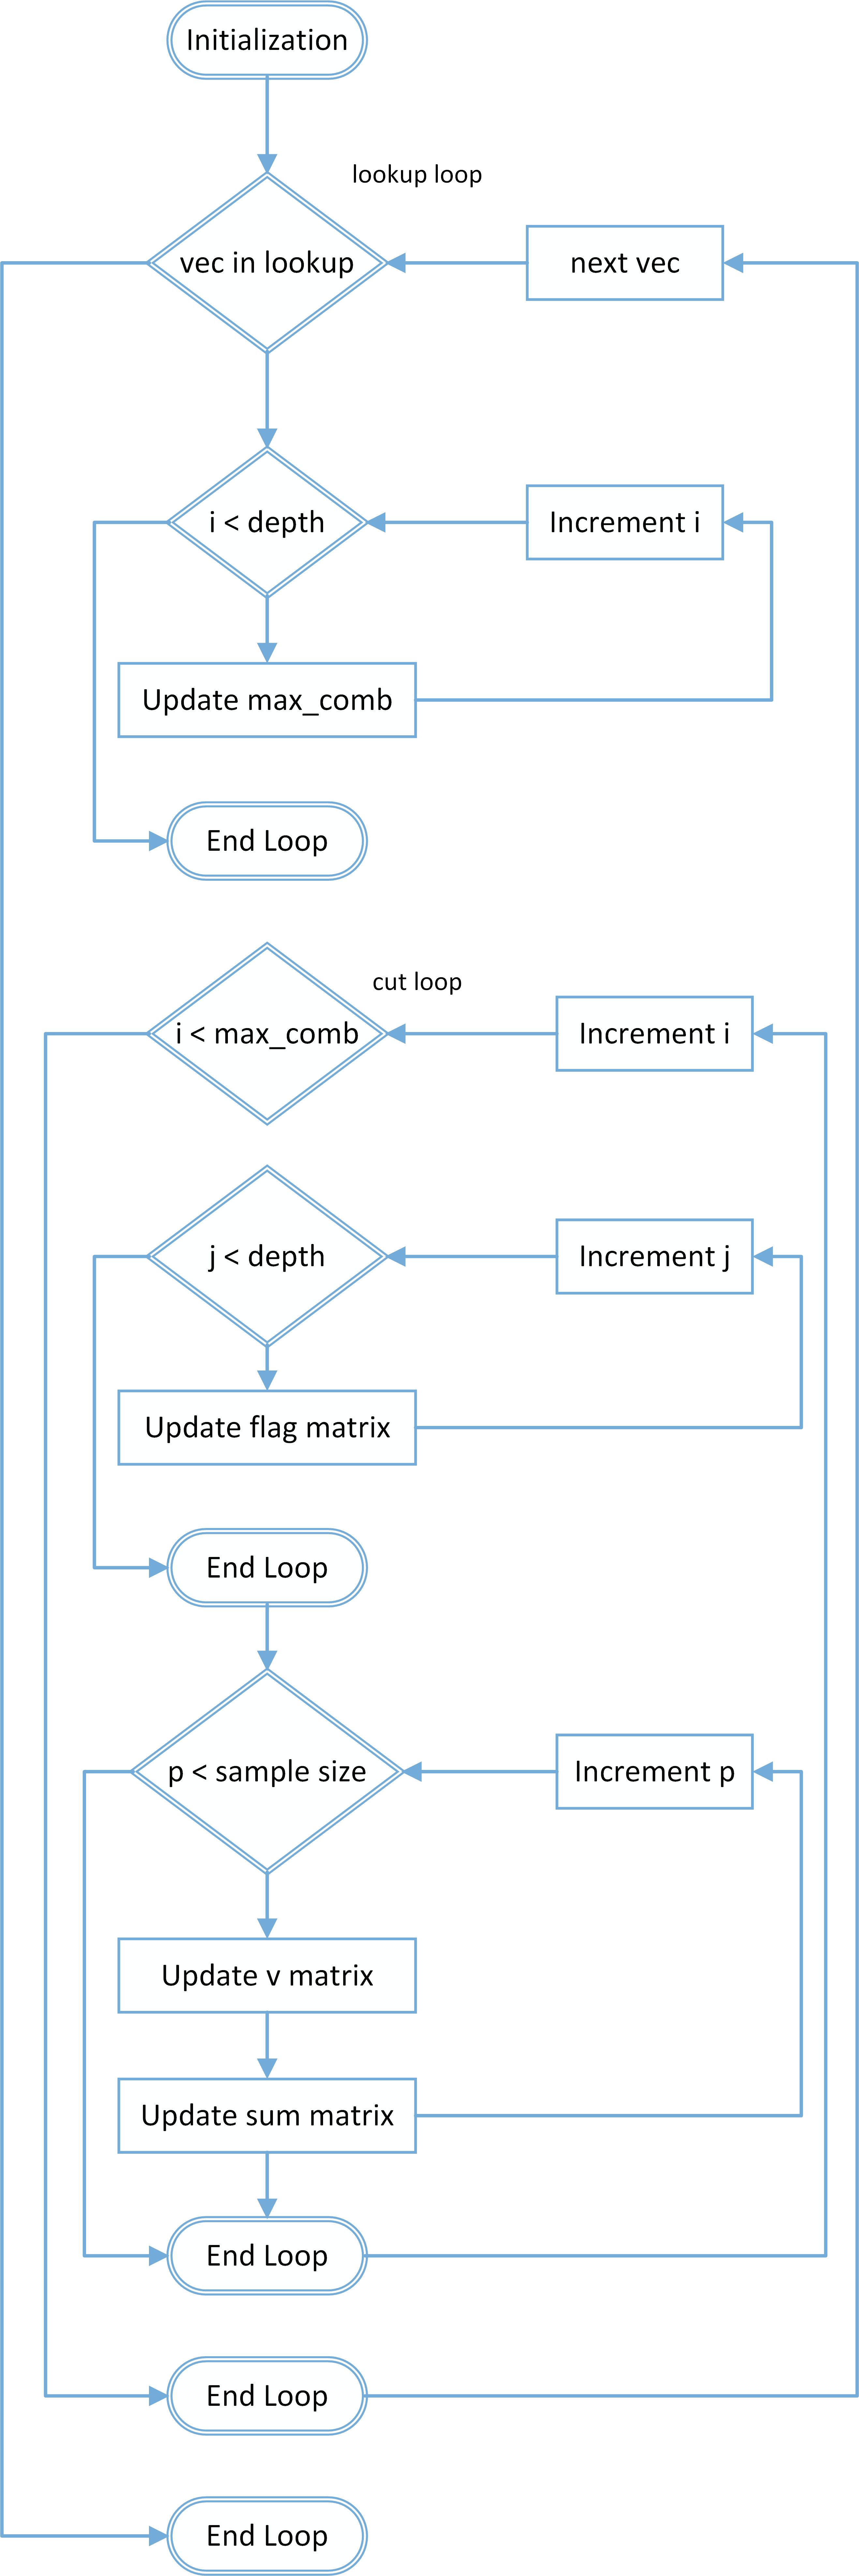 Initialization
lookup loop
vec in lookup
next vec
i < depth
Increment i
Update max_comb
End Loop
cut loop
i < max_comb
Increment i
j < depth
Increment j
Update flag matrix
End Loop
p < sample size
Increment p
Update v matrix
Update sum matrix
End Loop
End Loop
End Loop